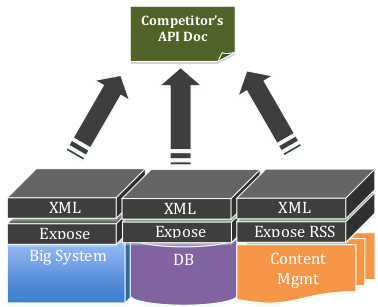 Competitor's
API Doc
XML
XML
XML
Expose
Expose
Expose RSS
Big System
DB
Content
Mgmt